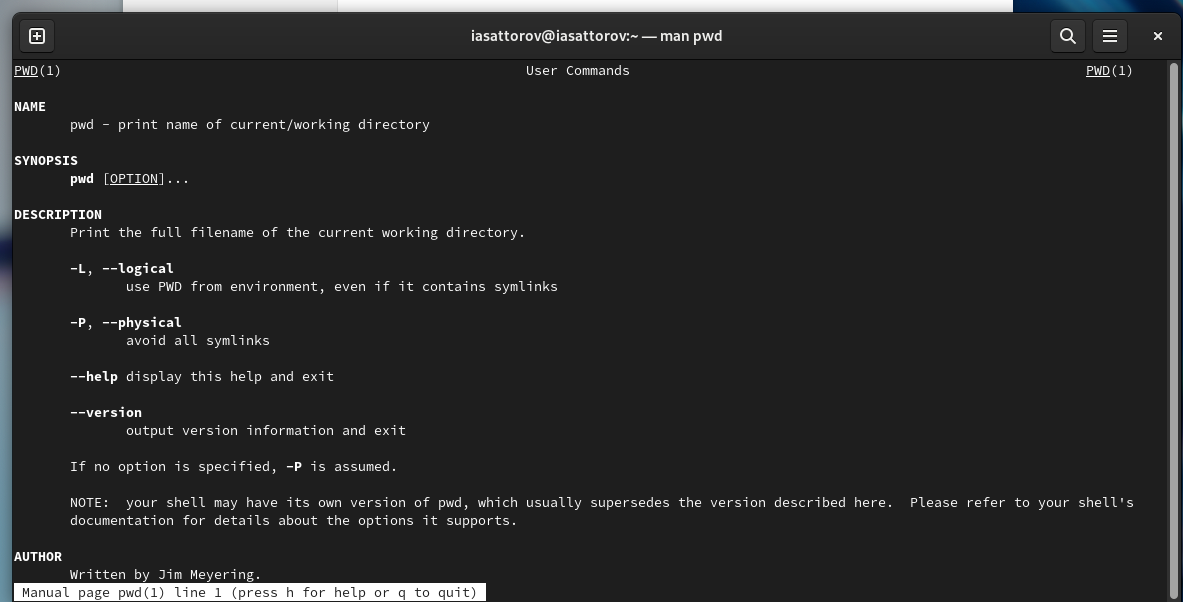 iasattorov@iasattorov:~ — man pwd
PWD(1) User Commands PWD(1)
NAME
pwd - print name of current/working directory
SYNOPSIS
pwd [OPTION]...
DESCRIPTION
Print the full filename of the current working directory.
-L, --logical
use PWD from environment, even if it contains symlinks
-P, --physical
avoid all symlinks
--help display this help and exit
--version
output version information and exit
If no option is specified, -P is assumed.
NOTE:  your shell may have its own version of pwd, which usually supersedes the version described here.  Please refer to your shell's
documentation for details about the options it supports.
AUTHOR
Written by Jim Meyering.
Manual page pwd(1) line 1 (press h for help or q to quit)